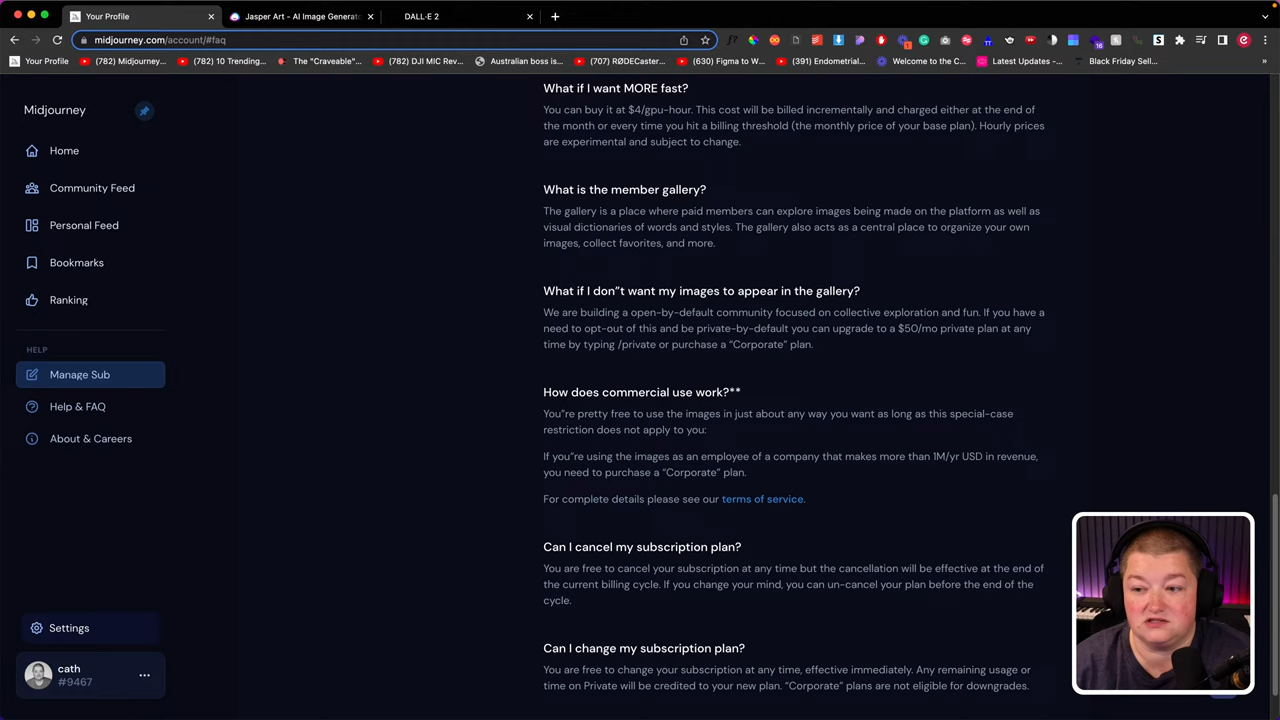 Your Profile
Jasper Art - AI Image Generato
DALL·E 2
midjourney.com/account/#faq
Your Profile
(782) Midjourney...
(782) 10 Trending...
The "Craveable"...
(782) DJI MIC Rev...
Australian boss is...
(707) RØDECaster...
(630) Figma to W...
(391) Endometrial...
Welcome to the C...
Latest Updates -...
Black Friday Sell...
Midjourney
Home
Community Feed
Personal Feed
Bookmarks
Ranking
HELP
Manage Sub
Help & FAQ
About & Careers
Settings
cath
#9467
What if I want MORE fast?
You can buy it at $4/gpu-hour. This cost will be billed incrementally and charged either at the end of
the month or every time you hit a billing threshold (the monthly price of your base plan). Hourly prices
are experimental and subject to change.
What is the member gallery?
The gallery is a place where paid members can explore images being made on the platform as well as
visual dictionaries of words and styles. The gallery also acts as a central place to organize your own
images, collect favorites, and more.
What if I don”t want my images to appear in the gallery?
We are building a open-by-default community focused on collective exploration and fun. If you have a
need to opt-out of this and be private-by-default you can upgrade to a $50/mo private plan at any
time by typing /private or purchase a “Corporate” plan.
How does commercial use work?**
You”re pretty free to use the images in just about any way you want as long as this special-case
restriction does not apply to you:
If you”re using the images as an employee of a company that makes more than 1M/yr USD in revenue,
you need to purchase a “Corporate” plan.
For complete details please see our terms of service.
Can I cancel my subscription plan?
You are free to cancel your subscription at any time but the cancellation will be effective at the end of
the current billing cycle. If you change your mind, you can un-cancel your plan before the end of the
cycle.
Can I change my subscription plan?
You are free to change your subscription at any time, effective immediately. Any remaining usage or
time on Private will be credited to your new plan. “Corporate” plans are not eligible for downgrades.